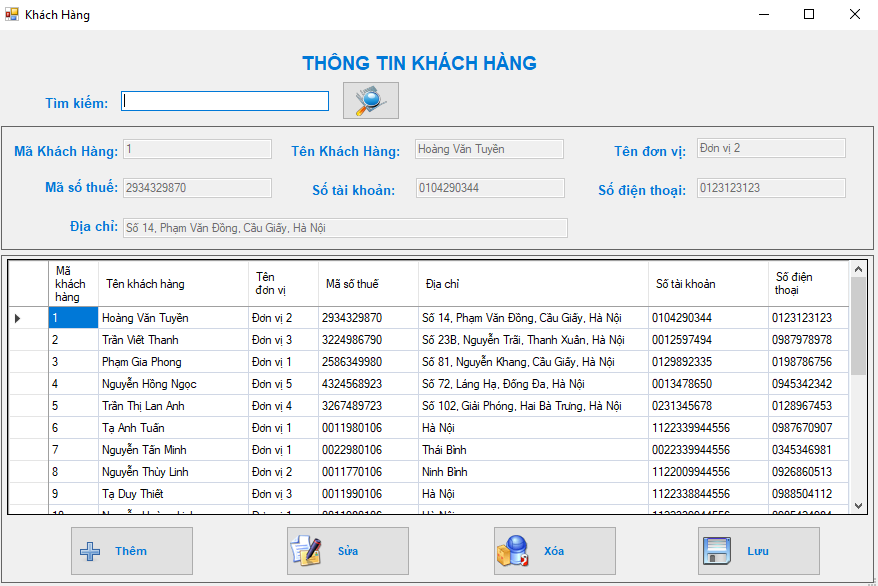 Khách Hàng
THÔNG TIN KHÁCH HÀNG
Tìm kiếm:
Mã Khách Hàng: 1 Tên Khách Hàng: Hoàng Văn Tuyền Tên đơn vị: Đơn vị 2
Mã số thuế: 2934329870 Số tài khoản: 0104290344 Số điện thoại: 0123123123
Địa chỉ: Số 14, Phạm Văn Đồng, Cầu Giấy, Hà Nội
Mã khách hàng Tên khách hàng Tên đơn vị Mã số thuế Địa chỉ Số tài khoản Số điện thoại
1 Hoàng Văn Tuyền Đơn vị 2 2934329870 Số 14, Phạm Văn Đồng, Cầu Giấy, Hà Nội 0104290344 0123123123
2 Trần Viết Thanh Đơn vị 3 3224986790 Số 23B, Nguyễn Trãi, Thanh Xuân, Hà Nội 0012597494 0987978978
3 Phạm Gia Phong Đơn vị 1 2586349980 Số 81, Nguyễn Khang, Cầu Giấy, Hà Nội 0129892335 0198786756
4 Nguyễn Hồng Ngọc Đơn vị 5 4324568923 Số 72, Láng Hạ, Đống Đa, Hà Nội 0013478650 0945342342
5 Trần Thị Lan Anh Đơn vị 4 3267489723 Số 102, Giải Phóng, Hai Bà Trưng, Hà Nội 0231345678 0128967453
6 Tạ Anh Tuấn Đơn vị 1 0011980106 Hà Nội 1122339944556 0987670907
7 Nguyễn Tấn Minh Đơn vị 1 0022980106 Thái Bình 0022339944556 0345346981
8 Nguyễn Thùy Linh Đơn vị 2 0011770106 Ninh Bình 1122009944556 0926860513
9 Tạ Duy Thiết Đơn vị 3 0011990106 Hà Nội 1122338844556 0988504112
Thêm Sửa Xóa Lưu